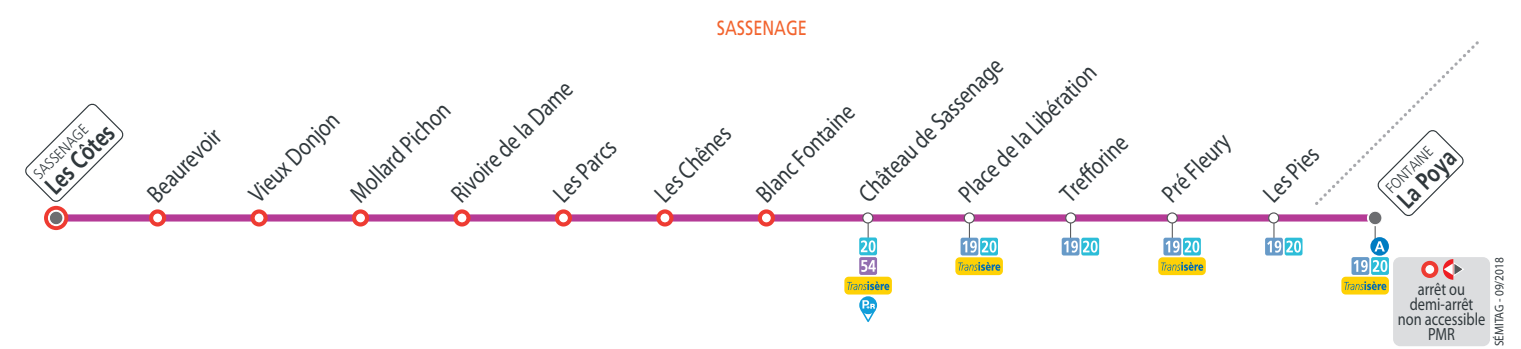 SASSENAGE
SASSENAGE
Les Côtes
Beaurevoir
Vieux Donjon
Mollard Pichon
Rivoire de la Dame
Les Parcs
Les Chênes
Blanc Fontaine
Château de Sassenage
Place de la Libération
Trefforine
Pré Fleury
Les Pies
FONTAINE
La Poya
20
54
Transisère
P+R
19 20
Transisère
19 20
19 20
Transisère
19 20
A
19 20
Transisère
arrêt ou
demi-arrêt
non accessible
PMR
SÉMITAG - 09/2018